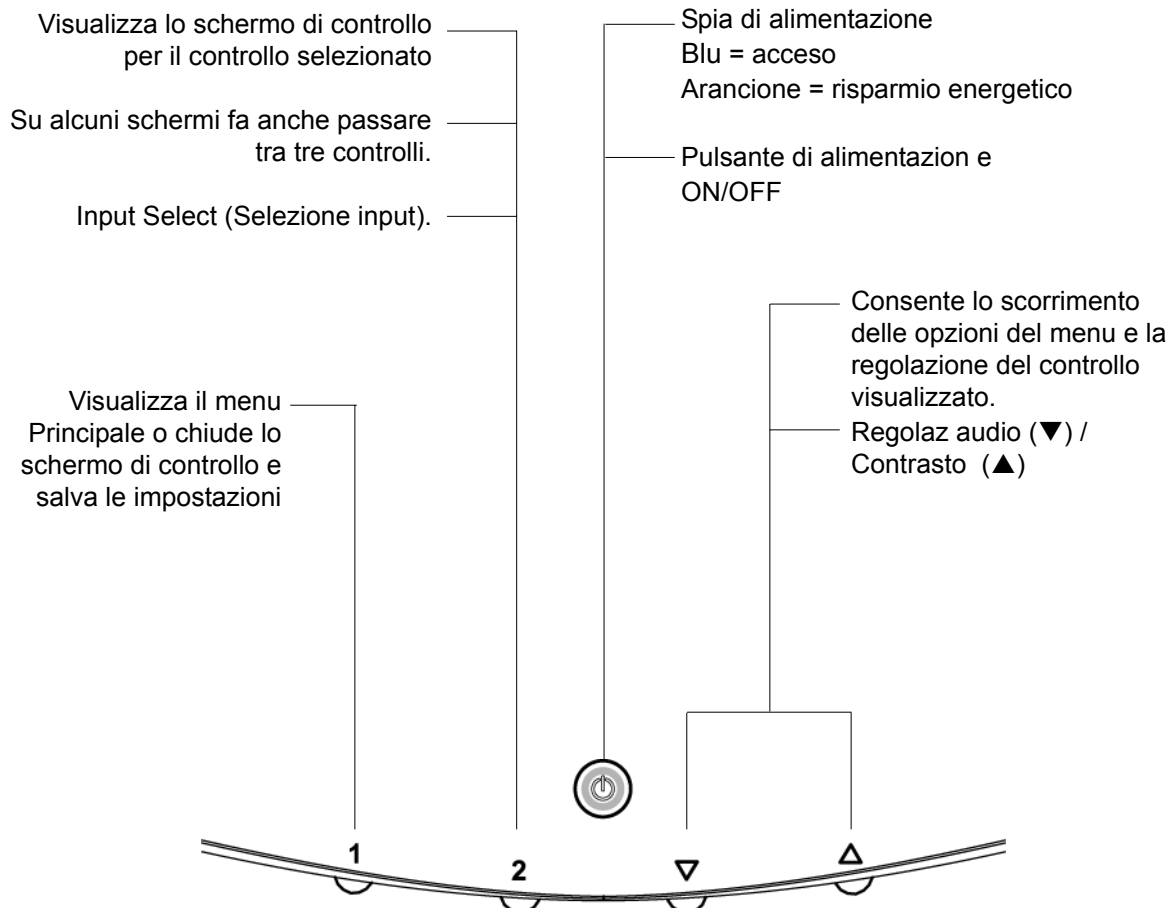 Visualizza lo schermo di controllo
per il controllo selezionato
Su alcuni schermi fa anche passare
tra tre controlli.
Input Select (Selezione input).
Visualizza il menu
Principale o chiude lo
schermo di controllo e
salva le impostazioni
Spia di alimentazione
Blu = acceso
Arancione = risparmio energetico
Pulsante di alimentazion e
ON/OFF
Consente lo scorrimento
delle opzioni del menu e la
regolazione del controllo
visualizzato.
Regolaz audio (▼) /
Contrasto (▲)
1
2
▽
△